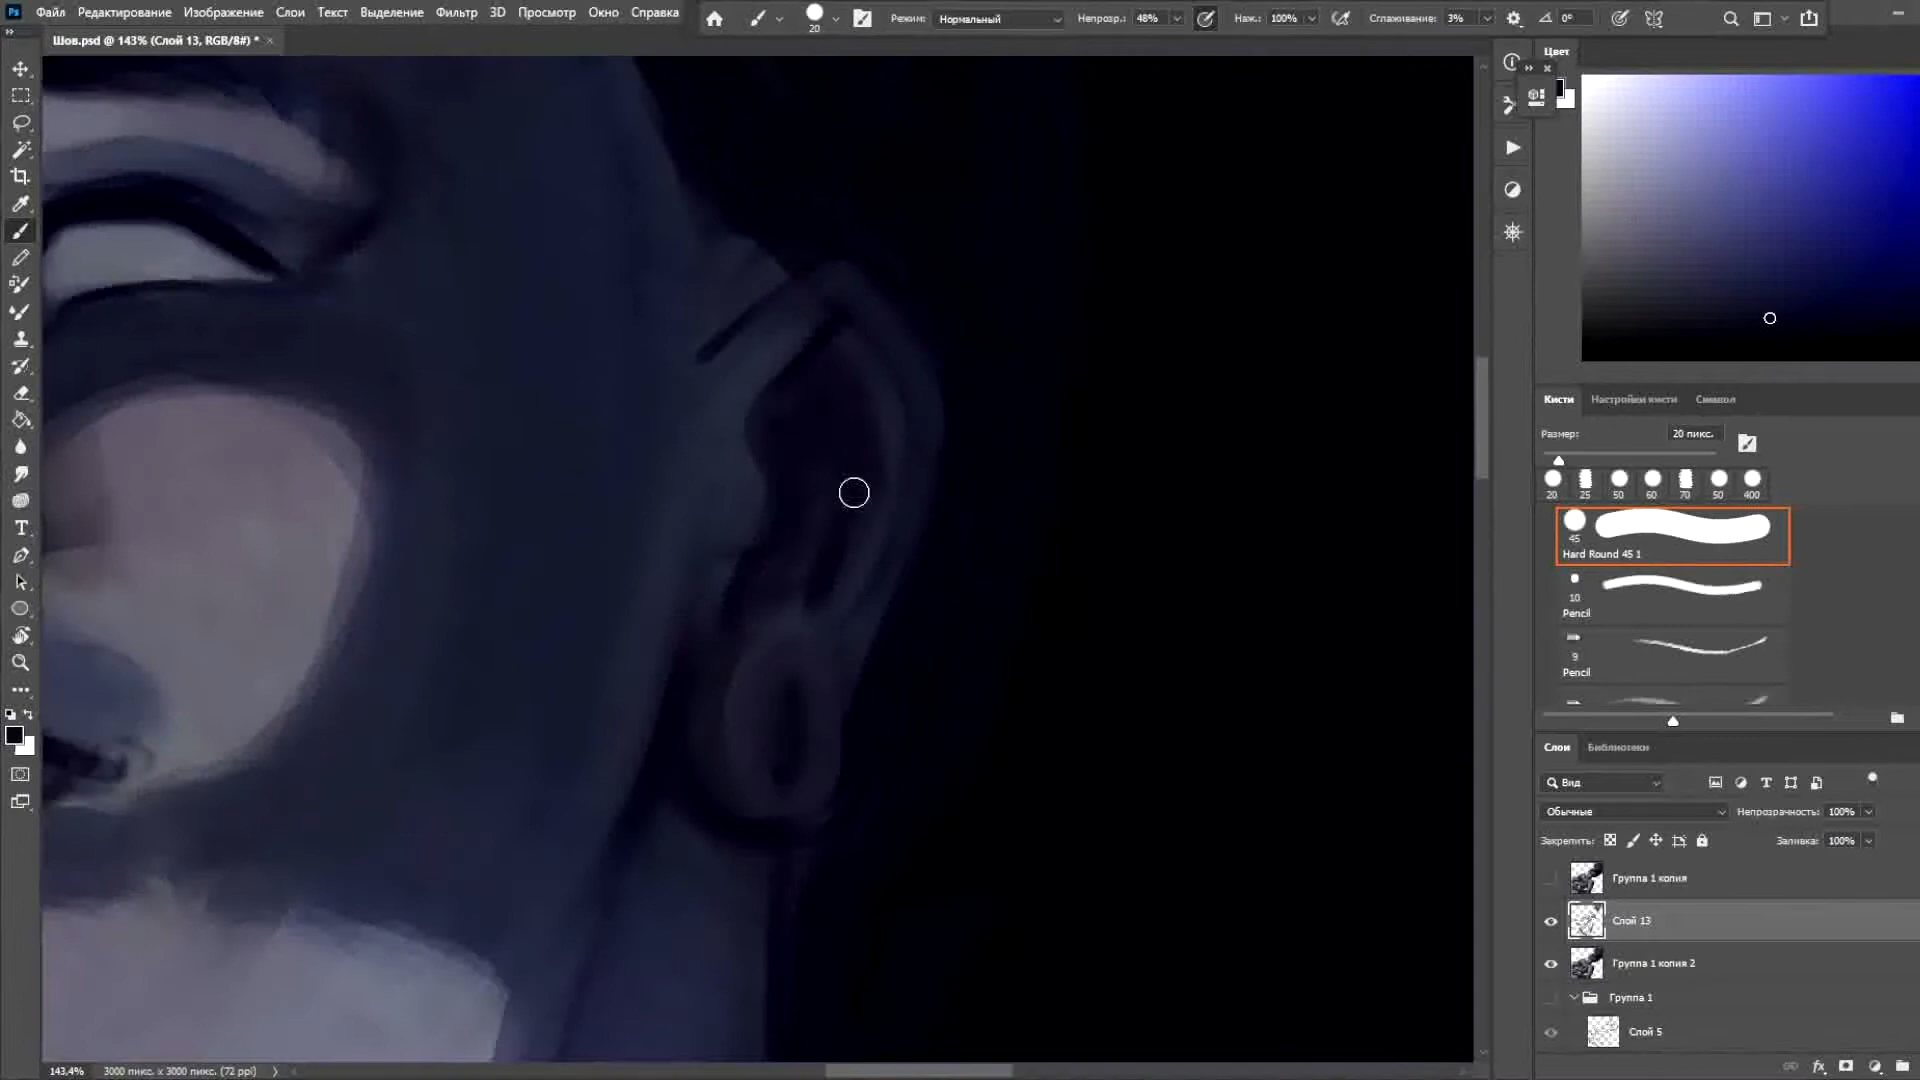 Ps Файл Редактирование Изображение Слои Текст Выделение Фильтр 3D Просмотр Окно Справка
20 Режим: Нормальный Непрозр.: 48% Наж.: 100% Сглаживание: 3% 0°
Шов.psd @ 143% (Слой 13, RGB/8#) *
Цвет
Кисти Настройки кисти Символ
Размер: 20 пикс.
20 25 50 60 70 50 400
45
Hard Round 45 1
10
Pencil
9
Pencil
Слои Библиотеки
Вид
Обычные Непрозрачность: 100%
Закрепить: Заливка: 100%
Группа 1 копия
Слой 13
Группа 1 копия 2
Группа 1
Слой 5
143,4% 3000 пикс. x 3000 пикс. (72 ppi)